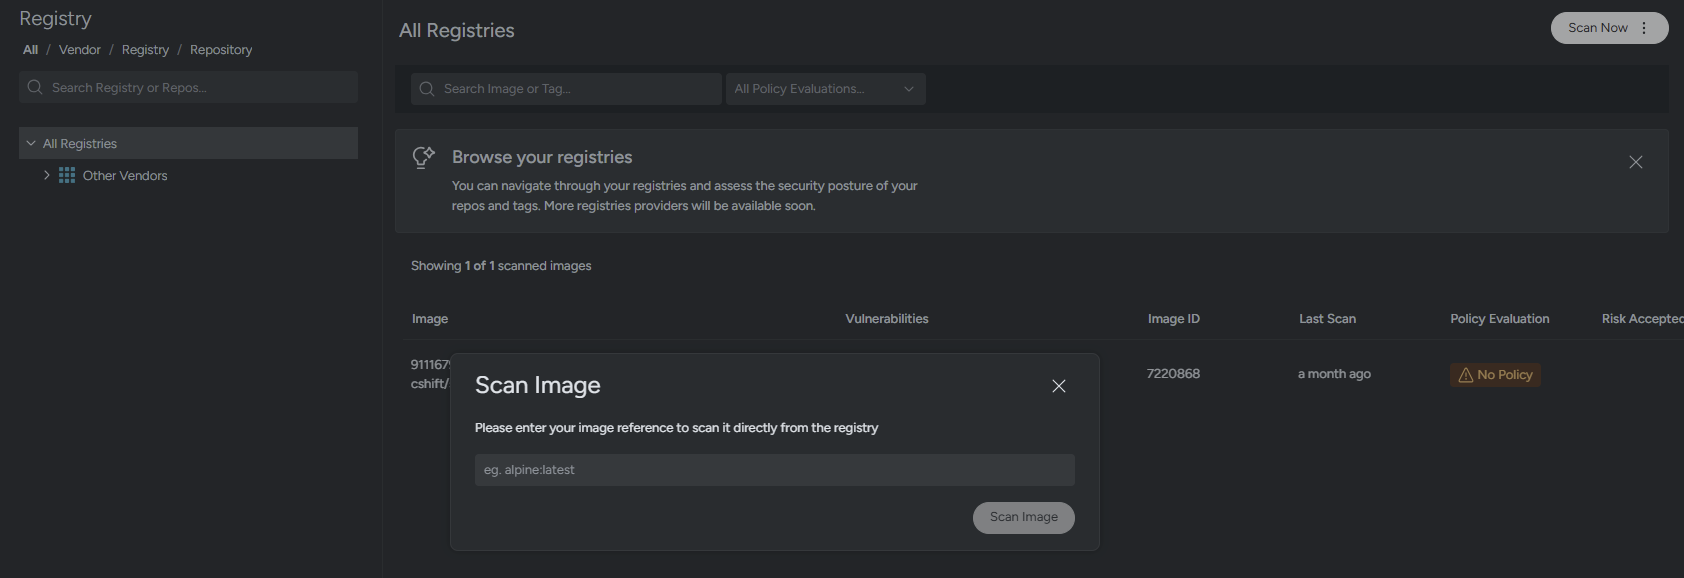 Registry
All / Vendor / Registry / Repository
Search Registry or Repos...
All Registries
Other Vendors
All Registries
Scan Now
Search Image or Tag...
All Policy Evaluations...
Browse your registries
You can navigate through your registries and assess the security posture of your
repos and tags. More registries providers will be available soon.
Showing 1 of 1 scanned images
Image Vulnerabilities Image ID Last Scan Policy Evaluation Risk Accepted
7220868 a month ago No Policy
cshift/
Scan Image
Please enter your image reference to scan it directly from the registry
eg. alpine:latest
Scan Image